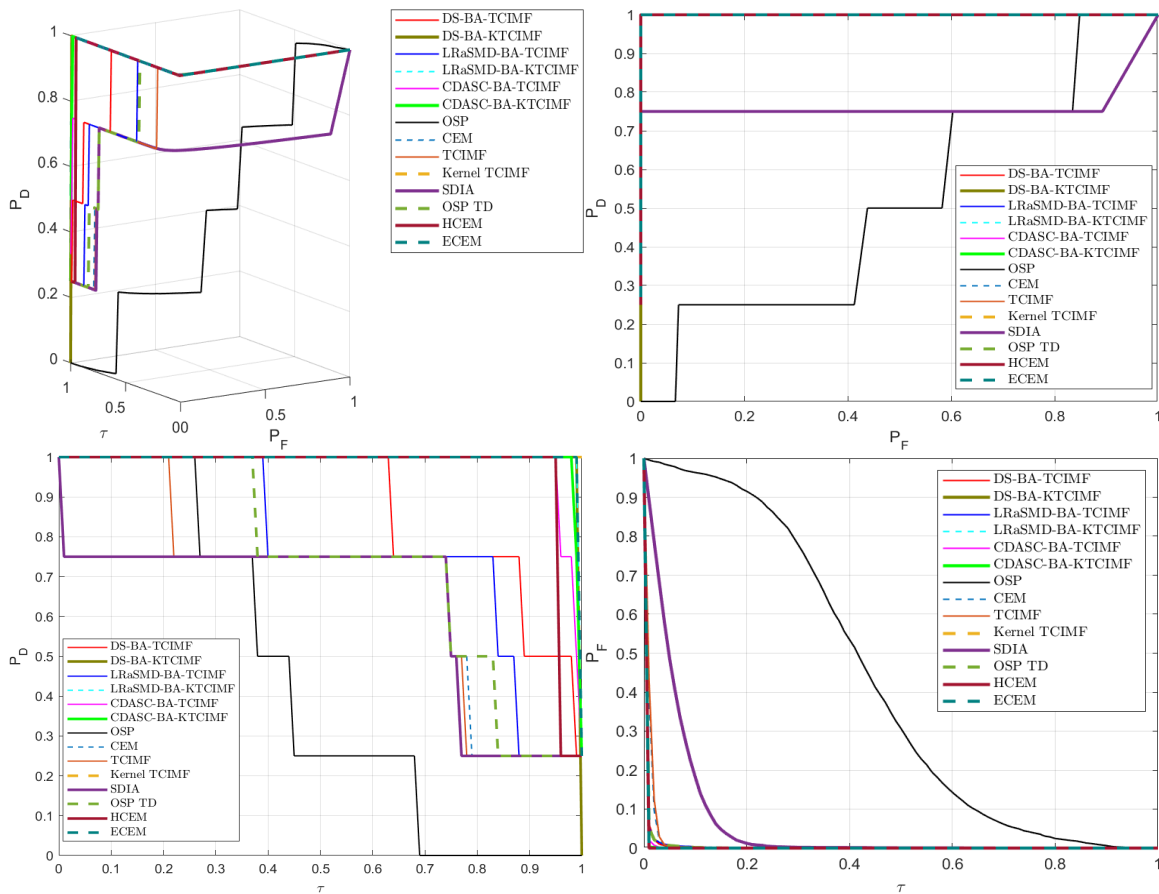 1
0.8
0.6
0.4
0.2
0
P_D
1
0.5
τ
00
0.5
1
P_F
DS-BA-TCIMF
DS-BA-KTCIMF
LRaSMD-BA-TCIMF
LRaSMD-BA-KTCIMF
CDASC-BA-TCIMF
CDASC-BA-KTCIMF
OSP
CEM
TCIMF
Kernel TCIMF
SDIA
OSP TD
HCEM
ECEM
1
0.9
0.8
0.7
0.6
0.5
0.4
0.3
0.2
0.1
0
P_D
0
0.2
0.4
0.6
0.8
1
P_F
DS-BA-TCIMF
DS-BA-KTCIMF
LRaSMD-BA-TCIMF
LRaSMD-BA-KTCIMF
CDASC-BA-TCIMF
CDASC-BA-KTCIMF
OSP
CEM
TCIMF
Kernel TCIMF
SDIA
OSP TD
HCEM
ECEM
1
0.9
0.8
0.7
0.6
0.5
0.4
0.3
0.2
0.1
0
P_D
0 0.1 0.2 0.3 0.4 0.5 0.6 0.7 0.8 0.9 1
τ
DS-BA-TCIMF
DS-BA-KTCIMF
LRaSMD-BA-TCIMF
LRaSMD-BA-KTCIMF
CDASC-BA-TCIMF
CDASC-BA-KTCIMF
OSP
CEM
TCIMF
Kernel TCIMF
SDIA
OSP TD
HCEM
ECEM
1
0.9
0.8
0.7
0.6
0.5
0.4
0.3
0.2
0.1
0
P_F
0 0.2 0.4 0.6 0.8 1
τ
DS-BA-TCIMF
DS-BA-KTCIMF
LRaSMD-BA-TCIMF
LRaSMD-BA-KTCIMF
CDASC-BA-TCIMF
CDASC-BA-KTCIMF
OSP
CEM
TCIMF
Kernel TCIMF
SDIA
OSP TD
HCEM
ECEM